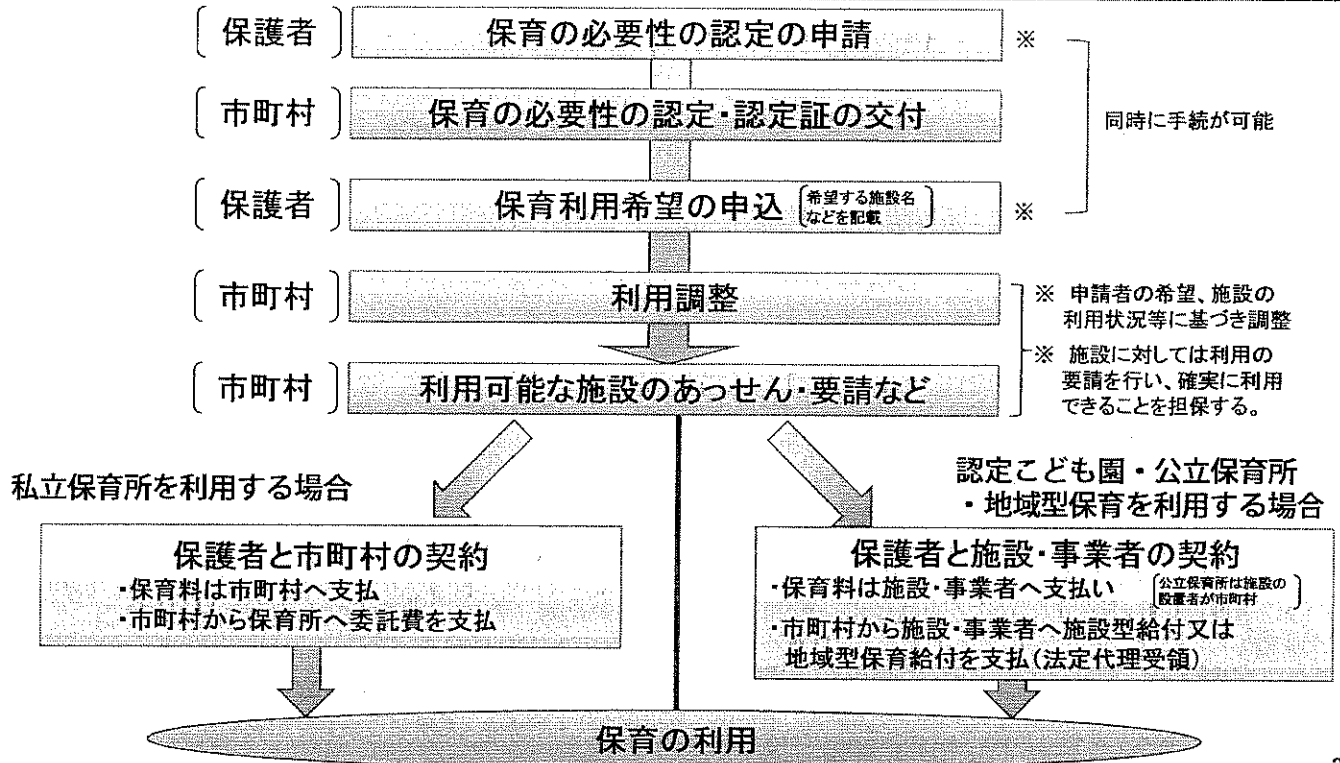 〔保護者〕 保育の必要性の認定の申請 ※
〔市町村〕 保育の必要性の認定・認定証の交付
同時に手続が可能
〔保護者〕 保育利用希望の申込 〔希望する施設名
などを記載〕 ※
〔市町村〕 利用調整
※ 申請者の希望、施設の
利用状況等に基づき調整
〔市町村〕 利用可能な施設のあっせん・要請など
※ 施設に対しては利用の
要請を行い、確実に利用
できることを担保する。
私立保育所を利用する場合
保護者と市町村の契約
・保育料は市町村へ支払
・市町村から保育所へ委託費を支払
認定こども園・公立保育所
・地域型保育を利用する場合
保護者と施設・事業者の契約
・保育料は施設・事業者へ支払い 〔公立保育所は施設の
設置者が市町村〕
・市町村から施設・事業者へ施設型給付又は
地域型保育給付を支払(法定代理受領)
保育の利用